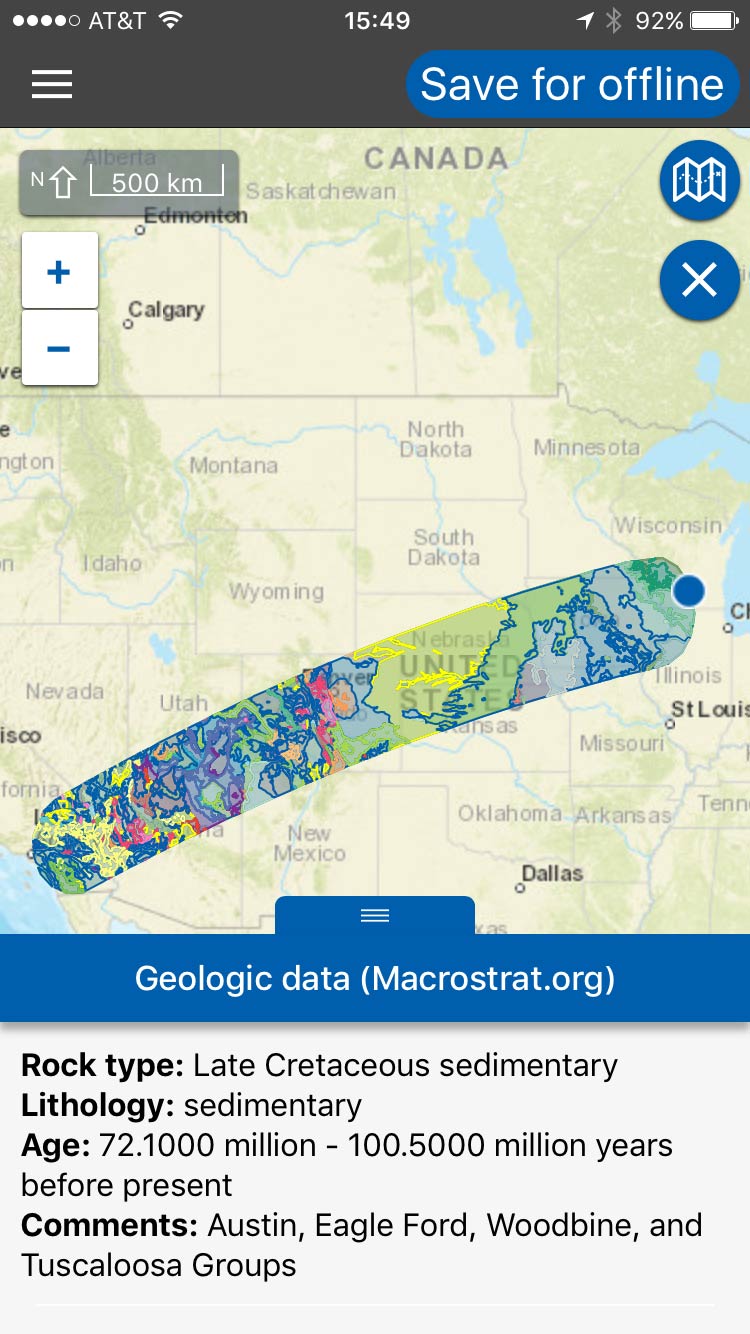 AT&T 15:49 92%
Save for offline
Alberta
CANADA
N 500 km
Saskatchewan
Edmonton
+
Calgary
−
North
Dakota
Minnesota
ngton
Montana
Wisconsin
South
Dakota
Idaho
Wyoming
Nebraska
UNITED
STATES
Illinois
Nevada
Utah
St Louis
isco
ansas
Missouri
fornia
Oklahoma
Arkansas
Tenn
New
Mexico
Dallas
xas
Geologic data (Macrostrat.org)
Rock type: Late Cretaceous sedimentary
Lithology: sedimentary
Age: 72.1000 million - 100.5000 million years
before present
Comments: Austin, Eagle Ford, Woodbine, and
Tuscaloosa Groups